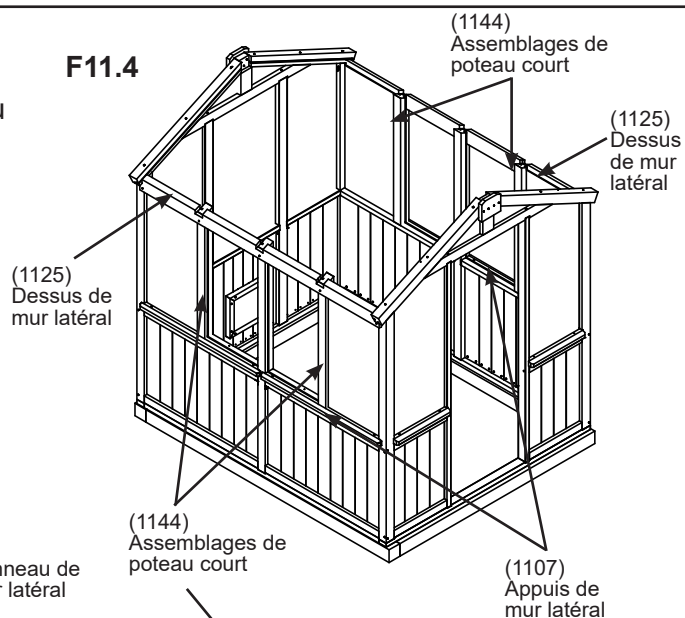 F11.4
(1144)
Assemblages de
poteau court
(1125)
Dessus
de mur
latéral
(1125)
Dessus de
mur latéral
(1144)
Assemblages de
poteau court
(1107)
Appuis de
mur latéral
latéral